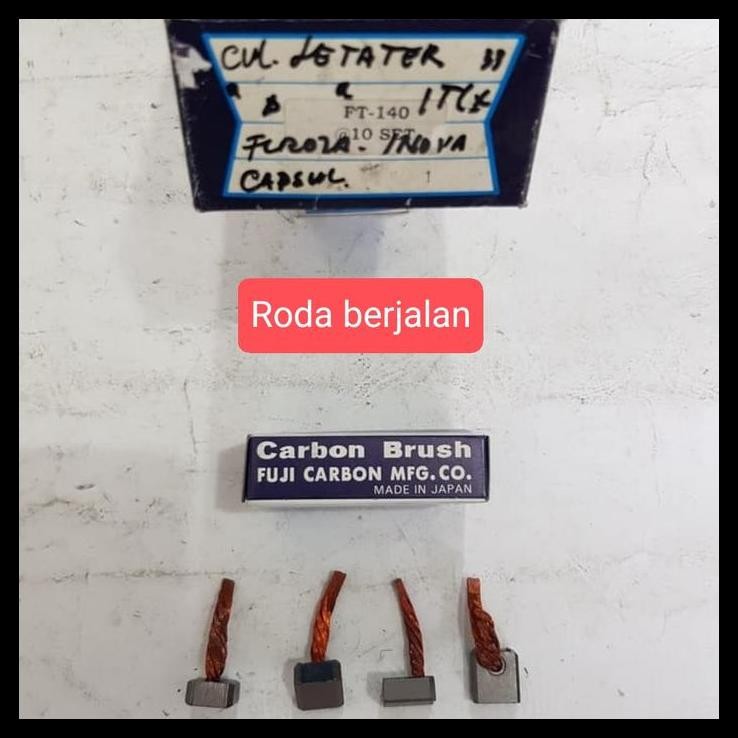 CUL. SETATER
FT-140
@10 SET
FEROZA. INOVA
CAPSUL.
Roda berjalan
Carbon Brush
FUJI CARBON MFG. CO.
MADE IN JAPAN